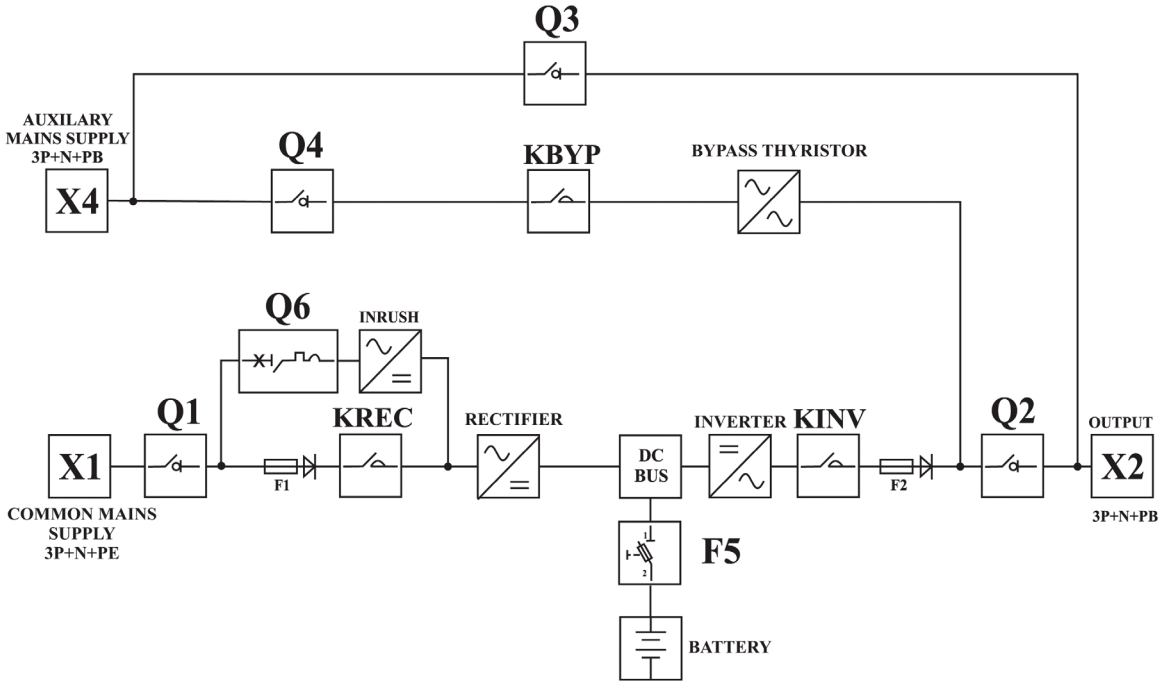 Q3
AUXILARY
MAINS SUPPLY
3P+N+PB
X4
Q4
KBYP
BYPASS THYRISTOR
Q6
INRUSH
Q1
KREC
RECTIFIER
INVERTER
KINV
Q2
OUTPUT
X1
F1
DC
BUS
F2
X2
COMMON MAINS
SUPPLY
3P+N+PE
3P+N+PB
1
2
F5
BATTERY